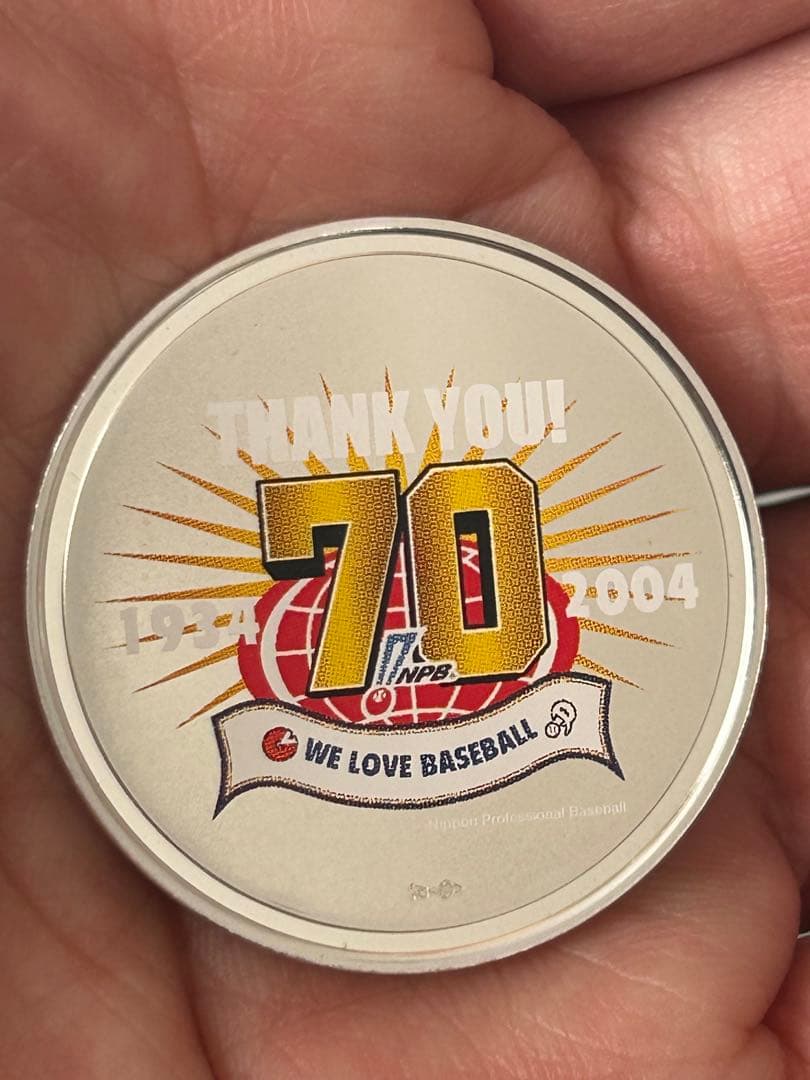 THANK YOU!
70
1934 2004
NPB
WE LOVE BASEBALL
Nippon Professional Baseball